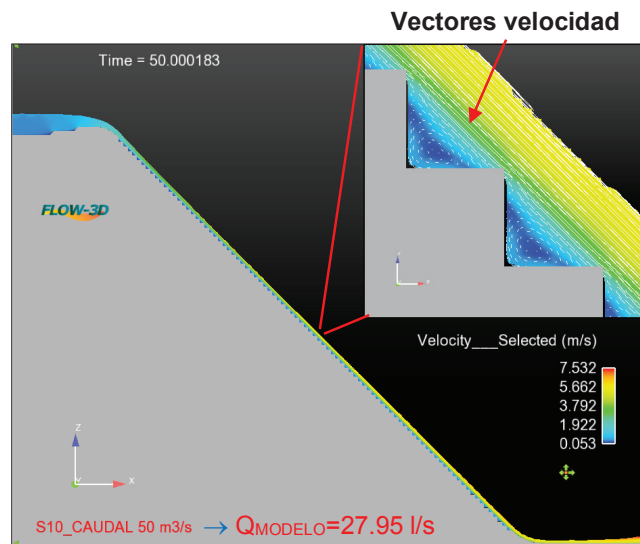 Vectores velocidad
Time = 50.000183
FLOW-3D
Velocity___Selected (m/s)
7.532
5.662
3.792
1.922
0.053
Z
X
S10_CAUDAL 50 m3/s → QMODELO=27.95 l/s